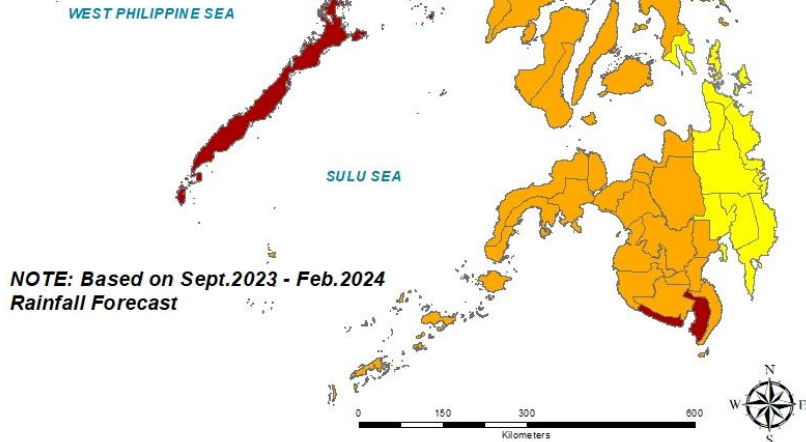 WEST PHILIPPINE SEA
SULU SEA
NOTE: Based on Sept.2023 - Feb.2024
Rainfall Forecast
N
W E
S
0 150 300 600
Kilometers